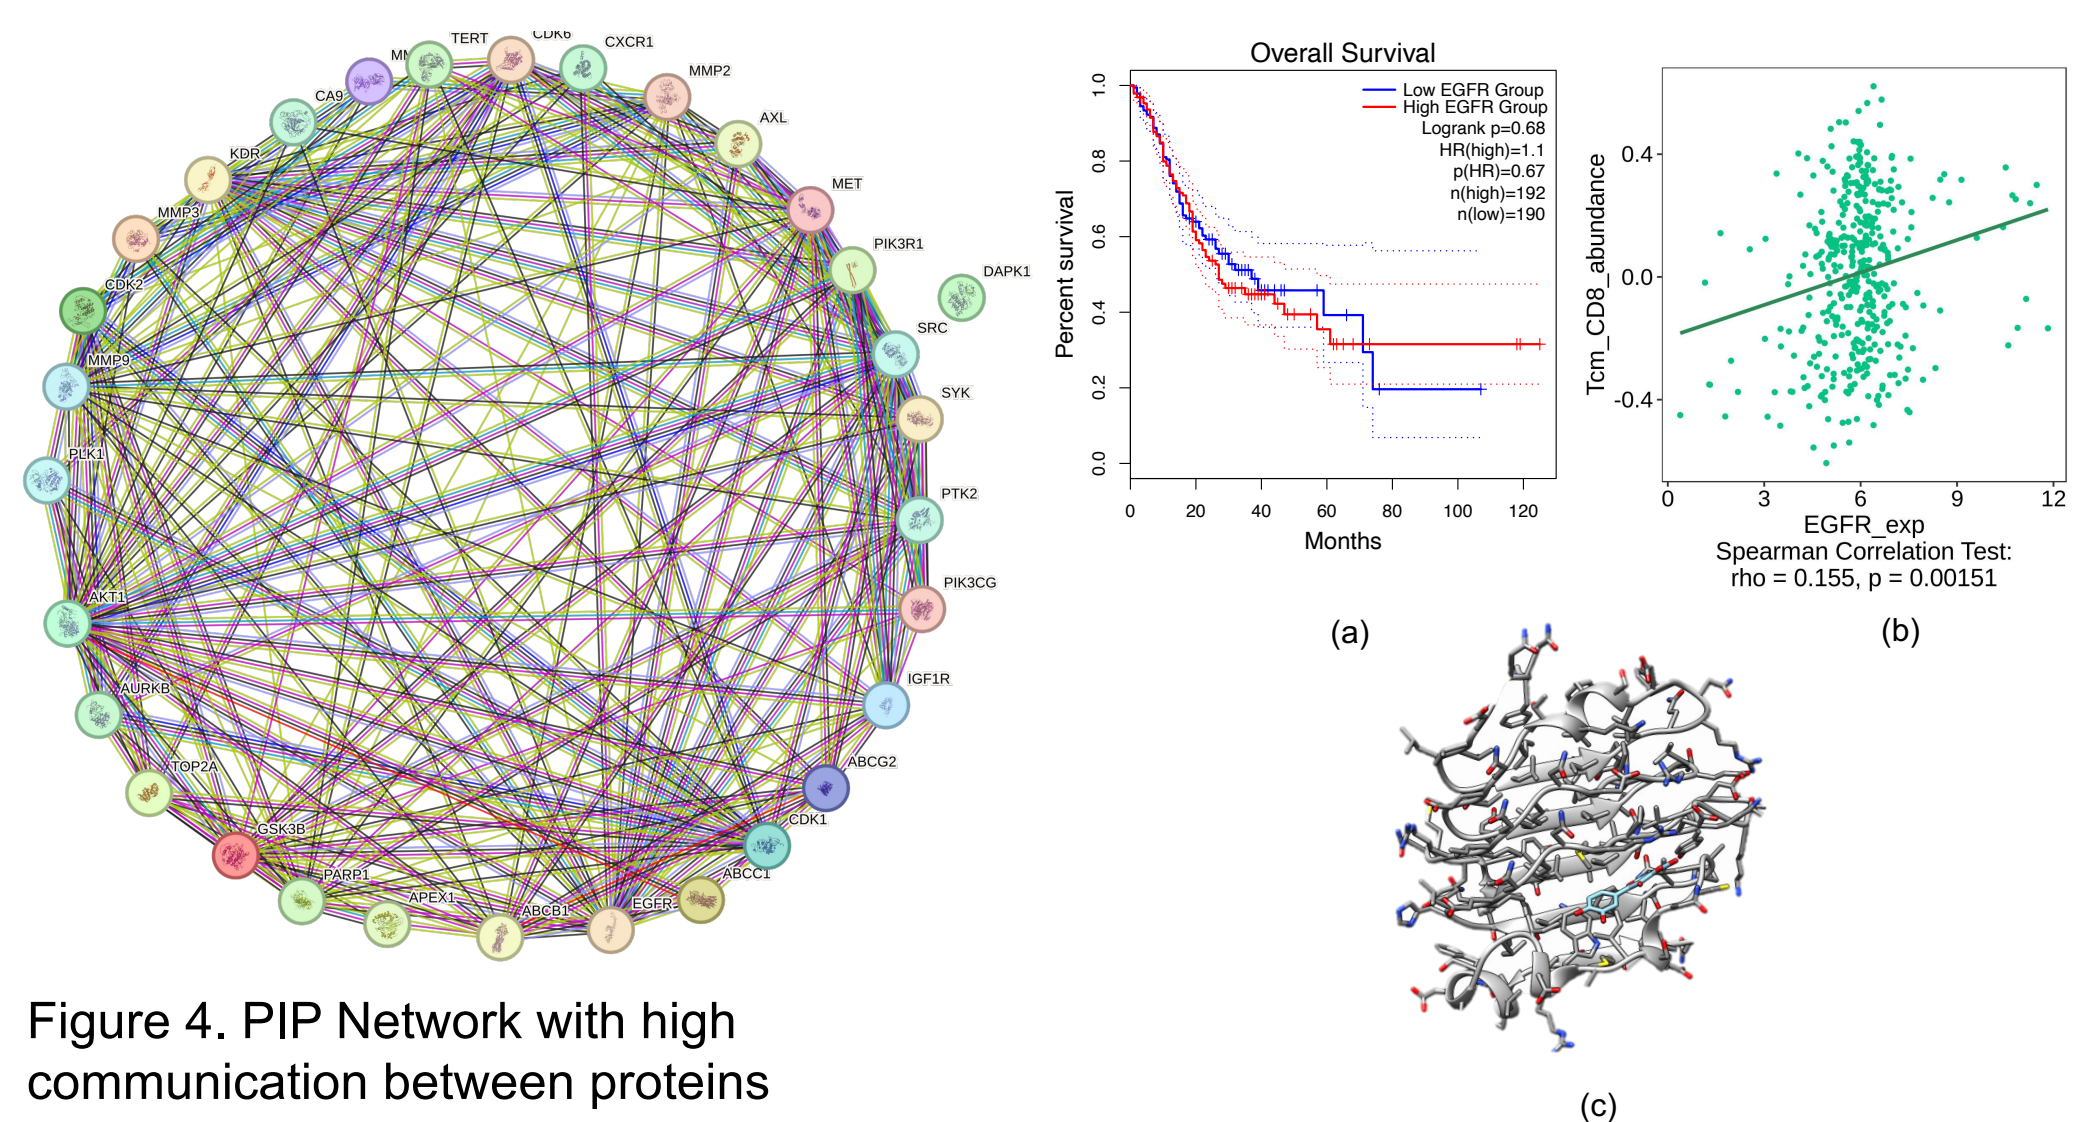 TERT
CDK6
CXCR1
MMP2
CA9
AXL
KDR
MET
MMP3
PIK3R1
DAPK1
CDK2
SRC
MMP9
SYK
PLK1
PTK2
PIK3CG
AKT1
IGF1R
AURKB
ABCG2
TOP2A
CDK1
GSK3B
ABCC1
PARP1
APEX1
ABCB1
EGFR
Figure 4. PIP Network with high
communication between proteins
Overall Survival
Low EGFR Group
High EGFR Group
Logrank p=0.68
HR(high)=1.1
p(HR)=0.67
n(high)=192
n(low)=190
Percent survival
1.0
0.8
0.6
0.4
0.2
0.0
0 20 40 60 80 100 120
Months
(a)
Tcm_CD8_abundance
0.4
0.0
-0.4
0 3 6 9 12
EGFR_exp
Spearman Correlation Test:
rho = 0.155, p = 0.00151
(b)
(c)